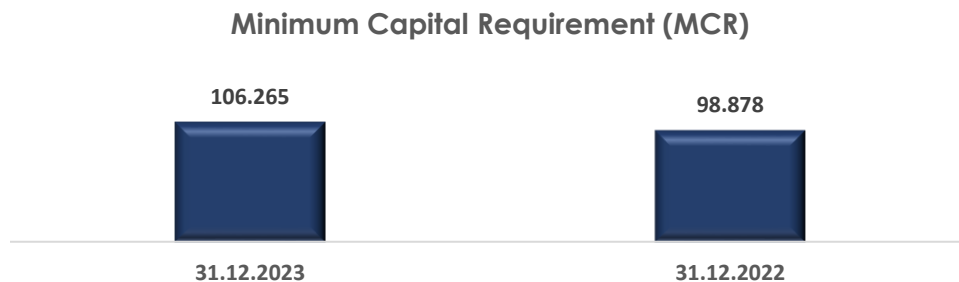 Minimum Capital Requirement (MCR)
106.265
98.878
31.12.2023
31.12.2022